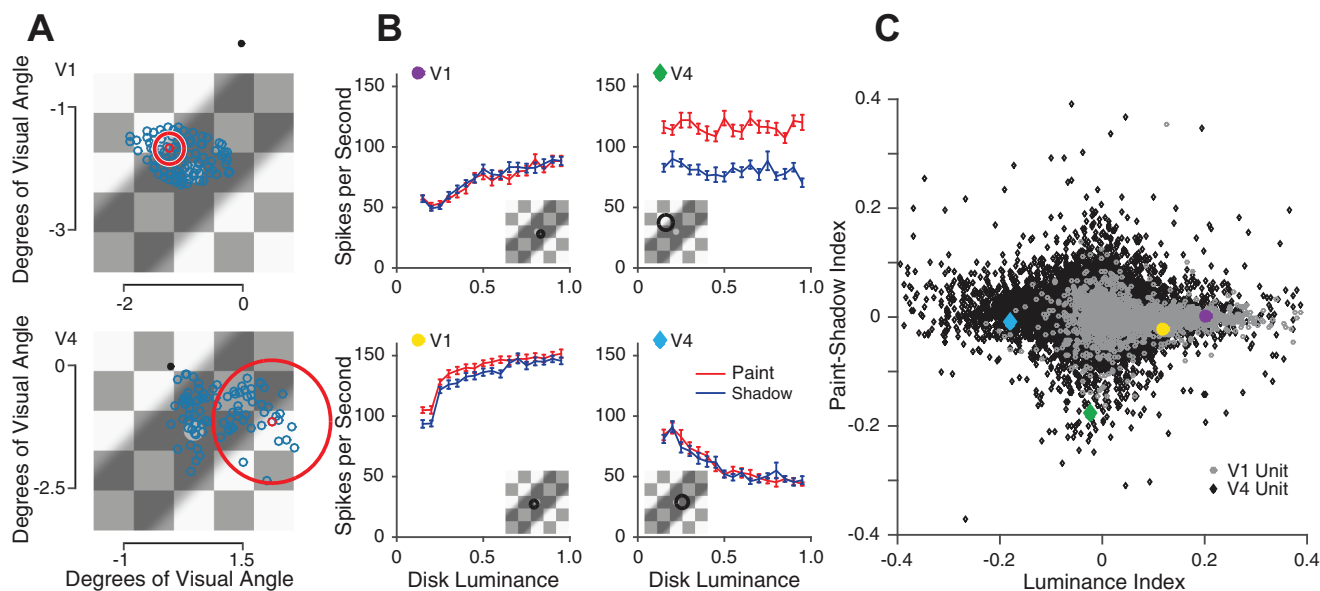 A
B
C
V1
Degrees of Visual Angle
-1
-3
-2
0
V4
Degrees of Visual Angle
0
-2.5
-1
1.5
Degrees of Visual Angle
V1
Spikes per Second
150
100
50
0
0
0.5
1.0
V4
150
100
50
0
0
0.5
1.0
V1
Spikes per Second
150
100
50
0
0
0.5
1.0
Disk Luminance
V4
Paint
Shadow
150
100
50
0
0
0.5
1.0
Disk Luminance
Paint-Shadow Index
0.4
0.2
0
-0.2
-0.4
V1 Unit
V4 Unit
-0.4
-0.2
0
0.2
0.4
Luminance Index